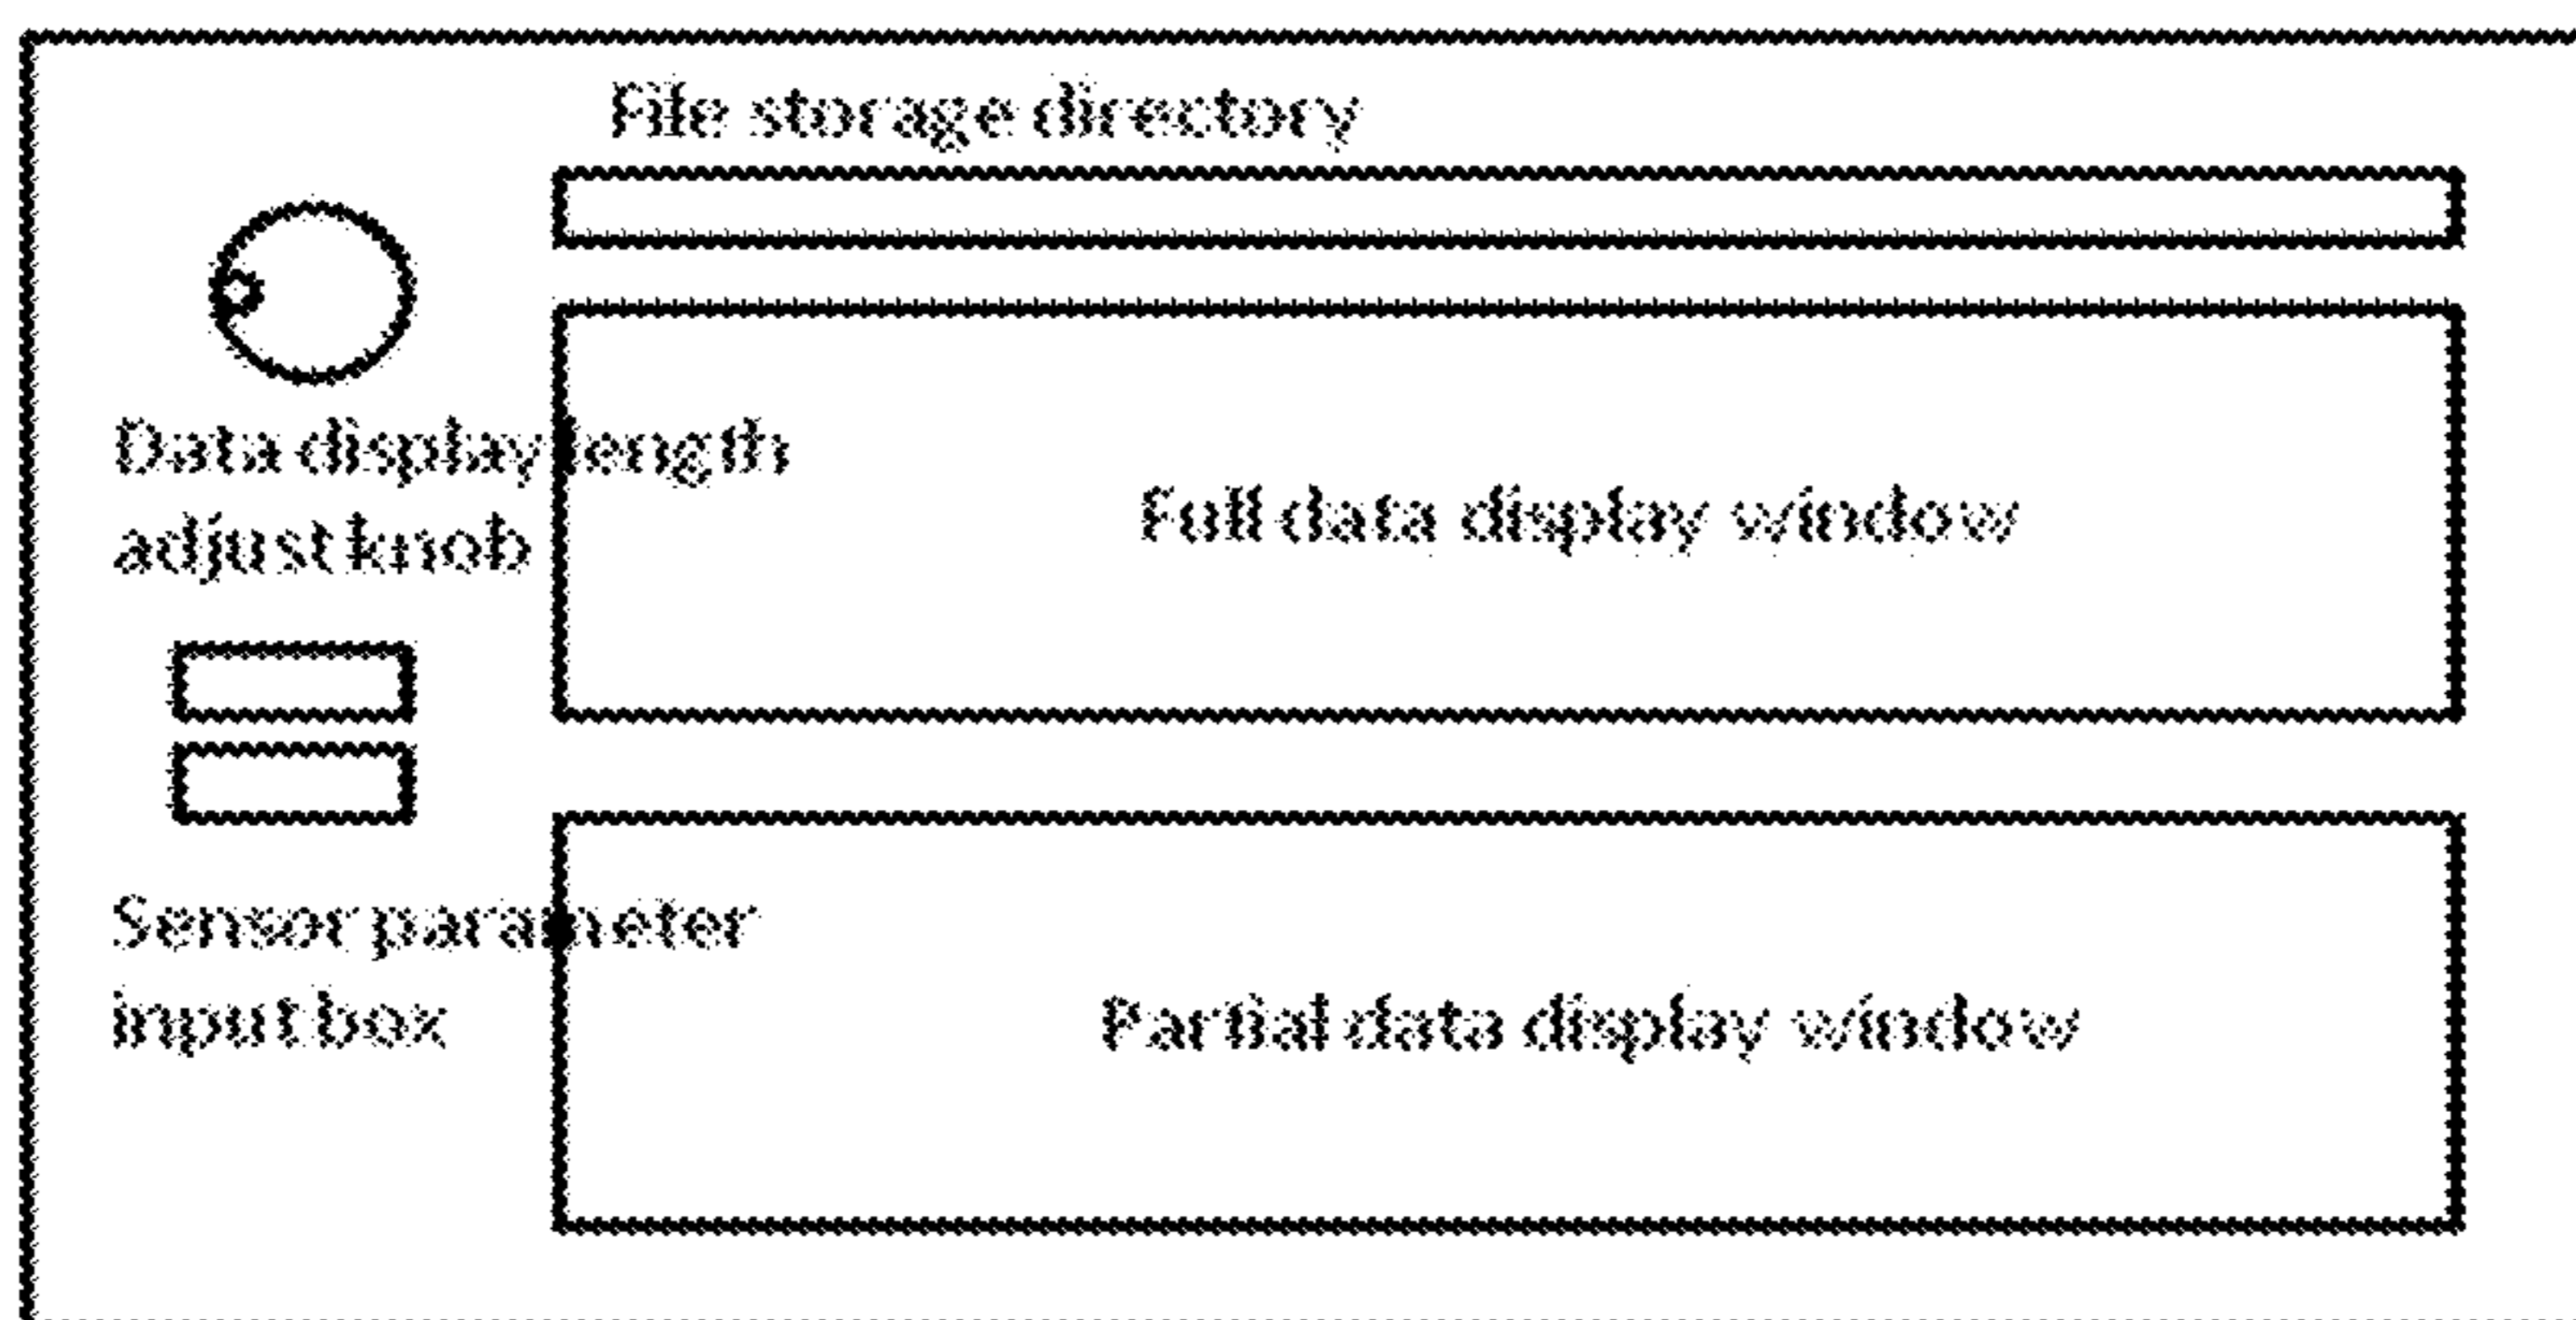 File storage directory
Data display length
adjust knob
Full data display window
Sensor parameter
input box
Partial data display window